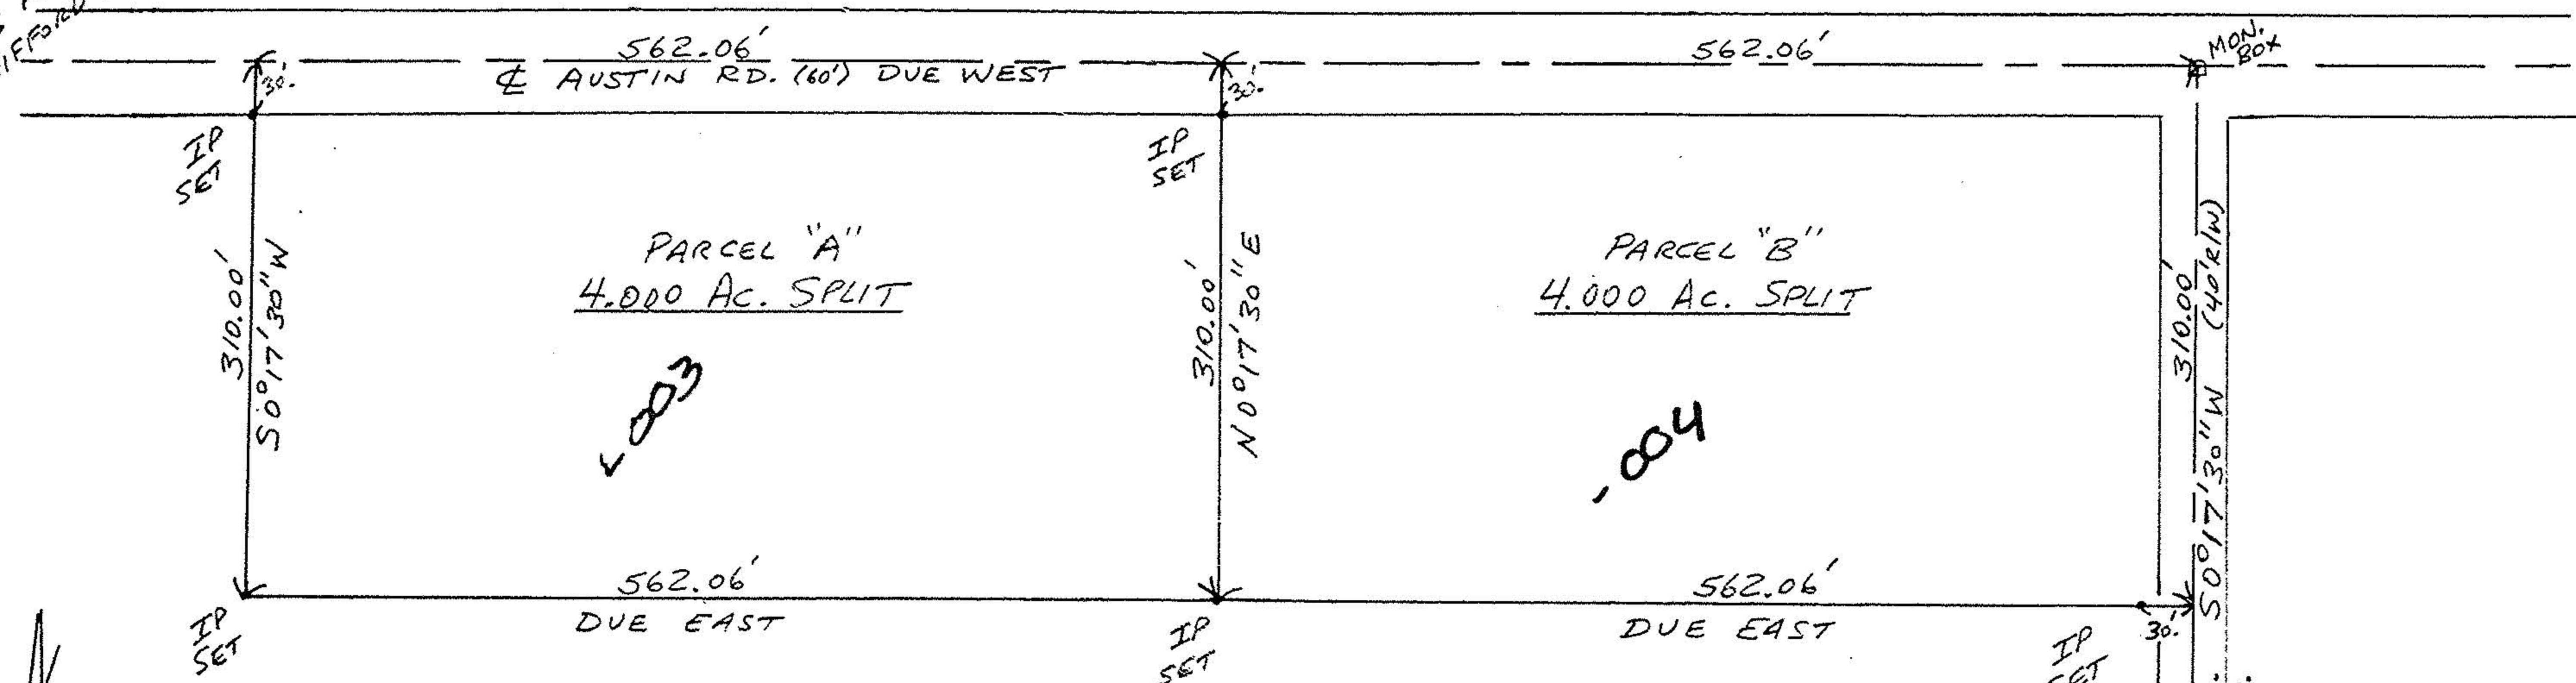 562.06'
℄ AUSTIN RD. (60') DUE WEST
562.06'
MON.
BOX
30'.
30'.
IP
SET
IP
SET
310.00'
S0°17'30"W
PARCEL "A"
4.000 AC. SPLIT
-003
310.00'
N0°17'30"E
PARCEL "B"
4.000 AC. SPLIT
-004
310.00'
S0°17'30"W (40'R/W)
562.06'
DUE EAST
562.06'
DUE EAST
30'.
IP
SET
IP
SET
IP
SET